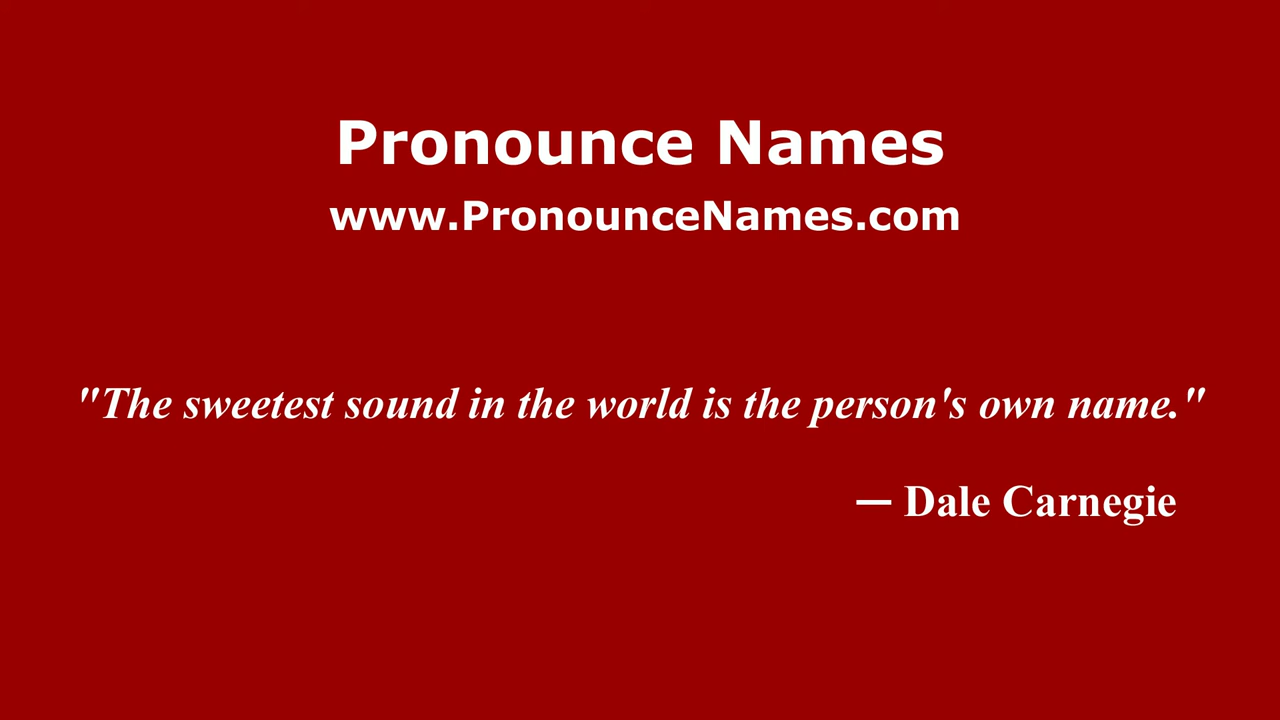 Pronounce Names
www.PronounceNames.com
"The sweetest sound in the world is the person's own name."
— Dale Carnegie